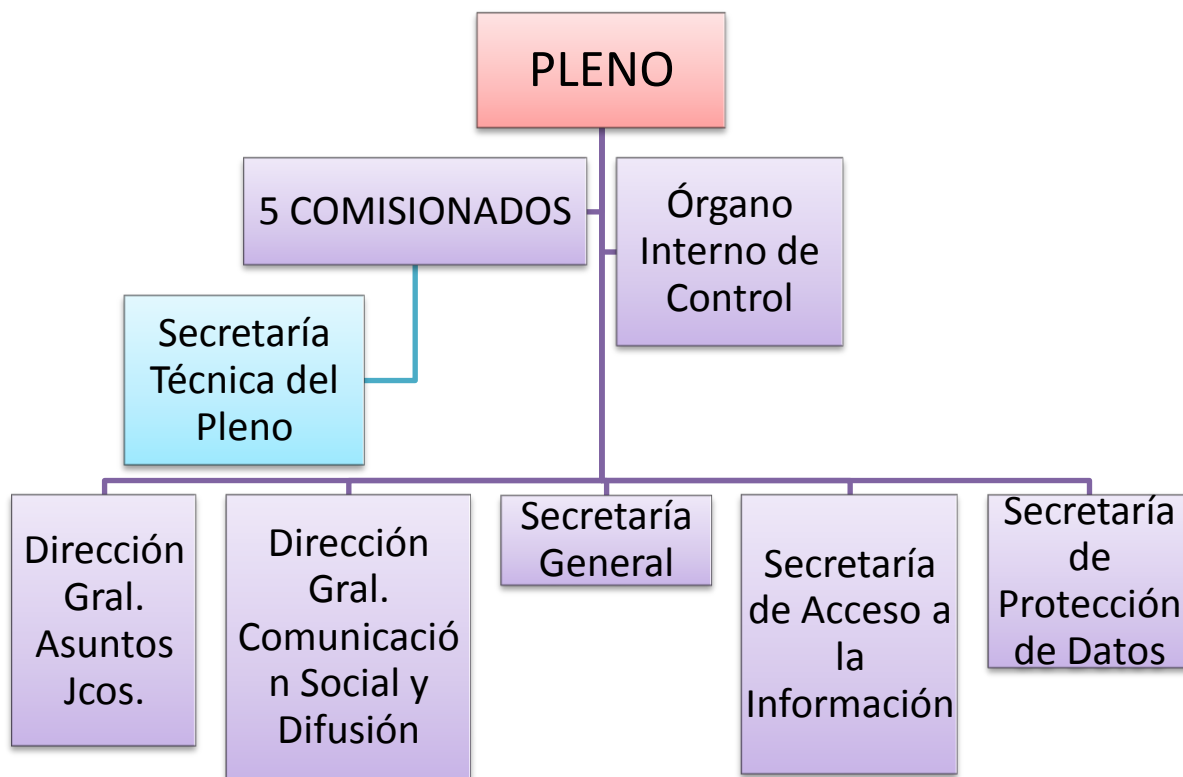 PLENO
5 COMISIONADOS
Órgano
Interno de
Control
Secretaría
Técnica del
Pleno
Dirección
Gral.
Asuntos
Jcos.
Dirección
Gral.
Comunicació
n Social y
Difusión
Secretaría
General
Secretaría
de Acceso a
la
Información
Secretaría
de
Protección
de Datos